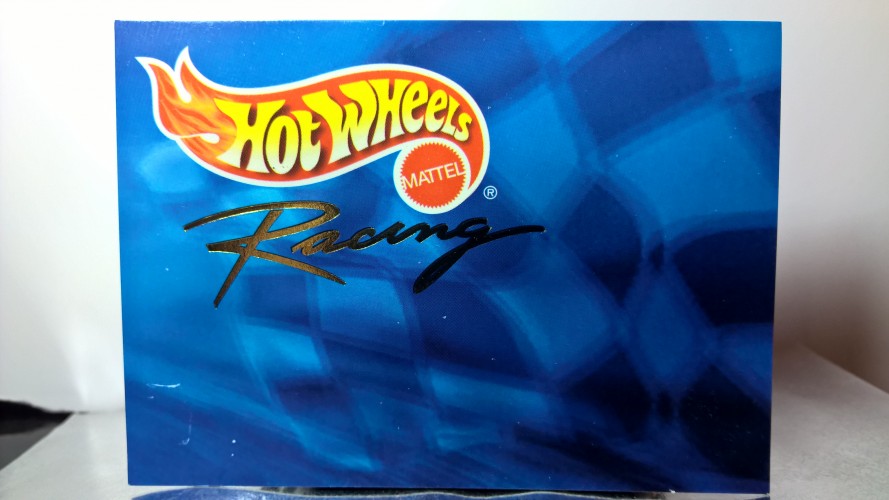 HOT WHEELS
MATTEL
®
Racing